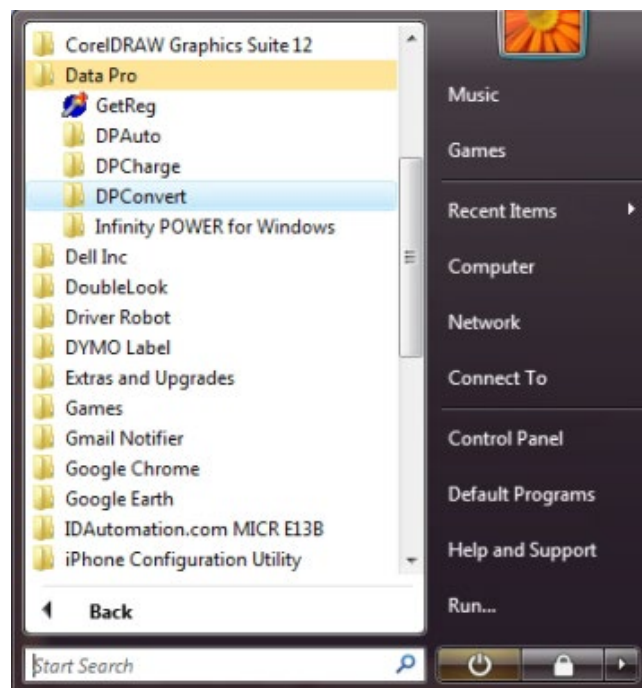 CorelDRAW Graphics Suite 12
Data Pro
GetReg
DPAuto
DPCharge
DPConvert
Infinity POWER for Windows
Dell Inc
DoubleLook
Driver Robot
DYMO Label
Extras and Upgrades
Games
Gmail Notifier
Google Chrome
Google Earth
IDAutomation.com MICR E13B
iPhone Configuration Utility
Back
Start Search
Music
Games
Recent Items
Computer
Network
Connect To
Control Panel
Default Programs
Help and Support
Run...